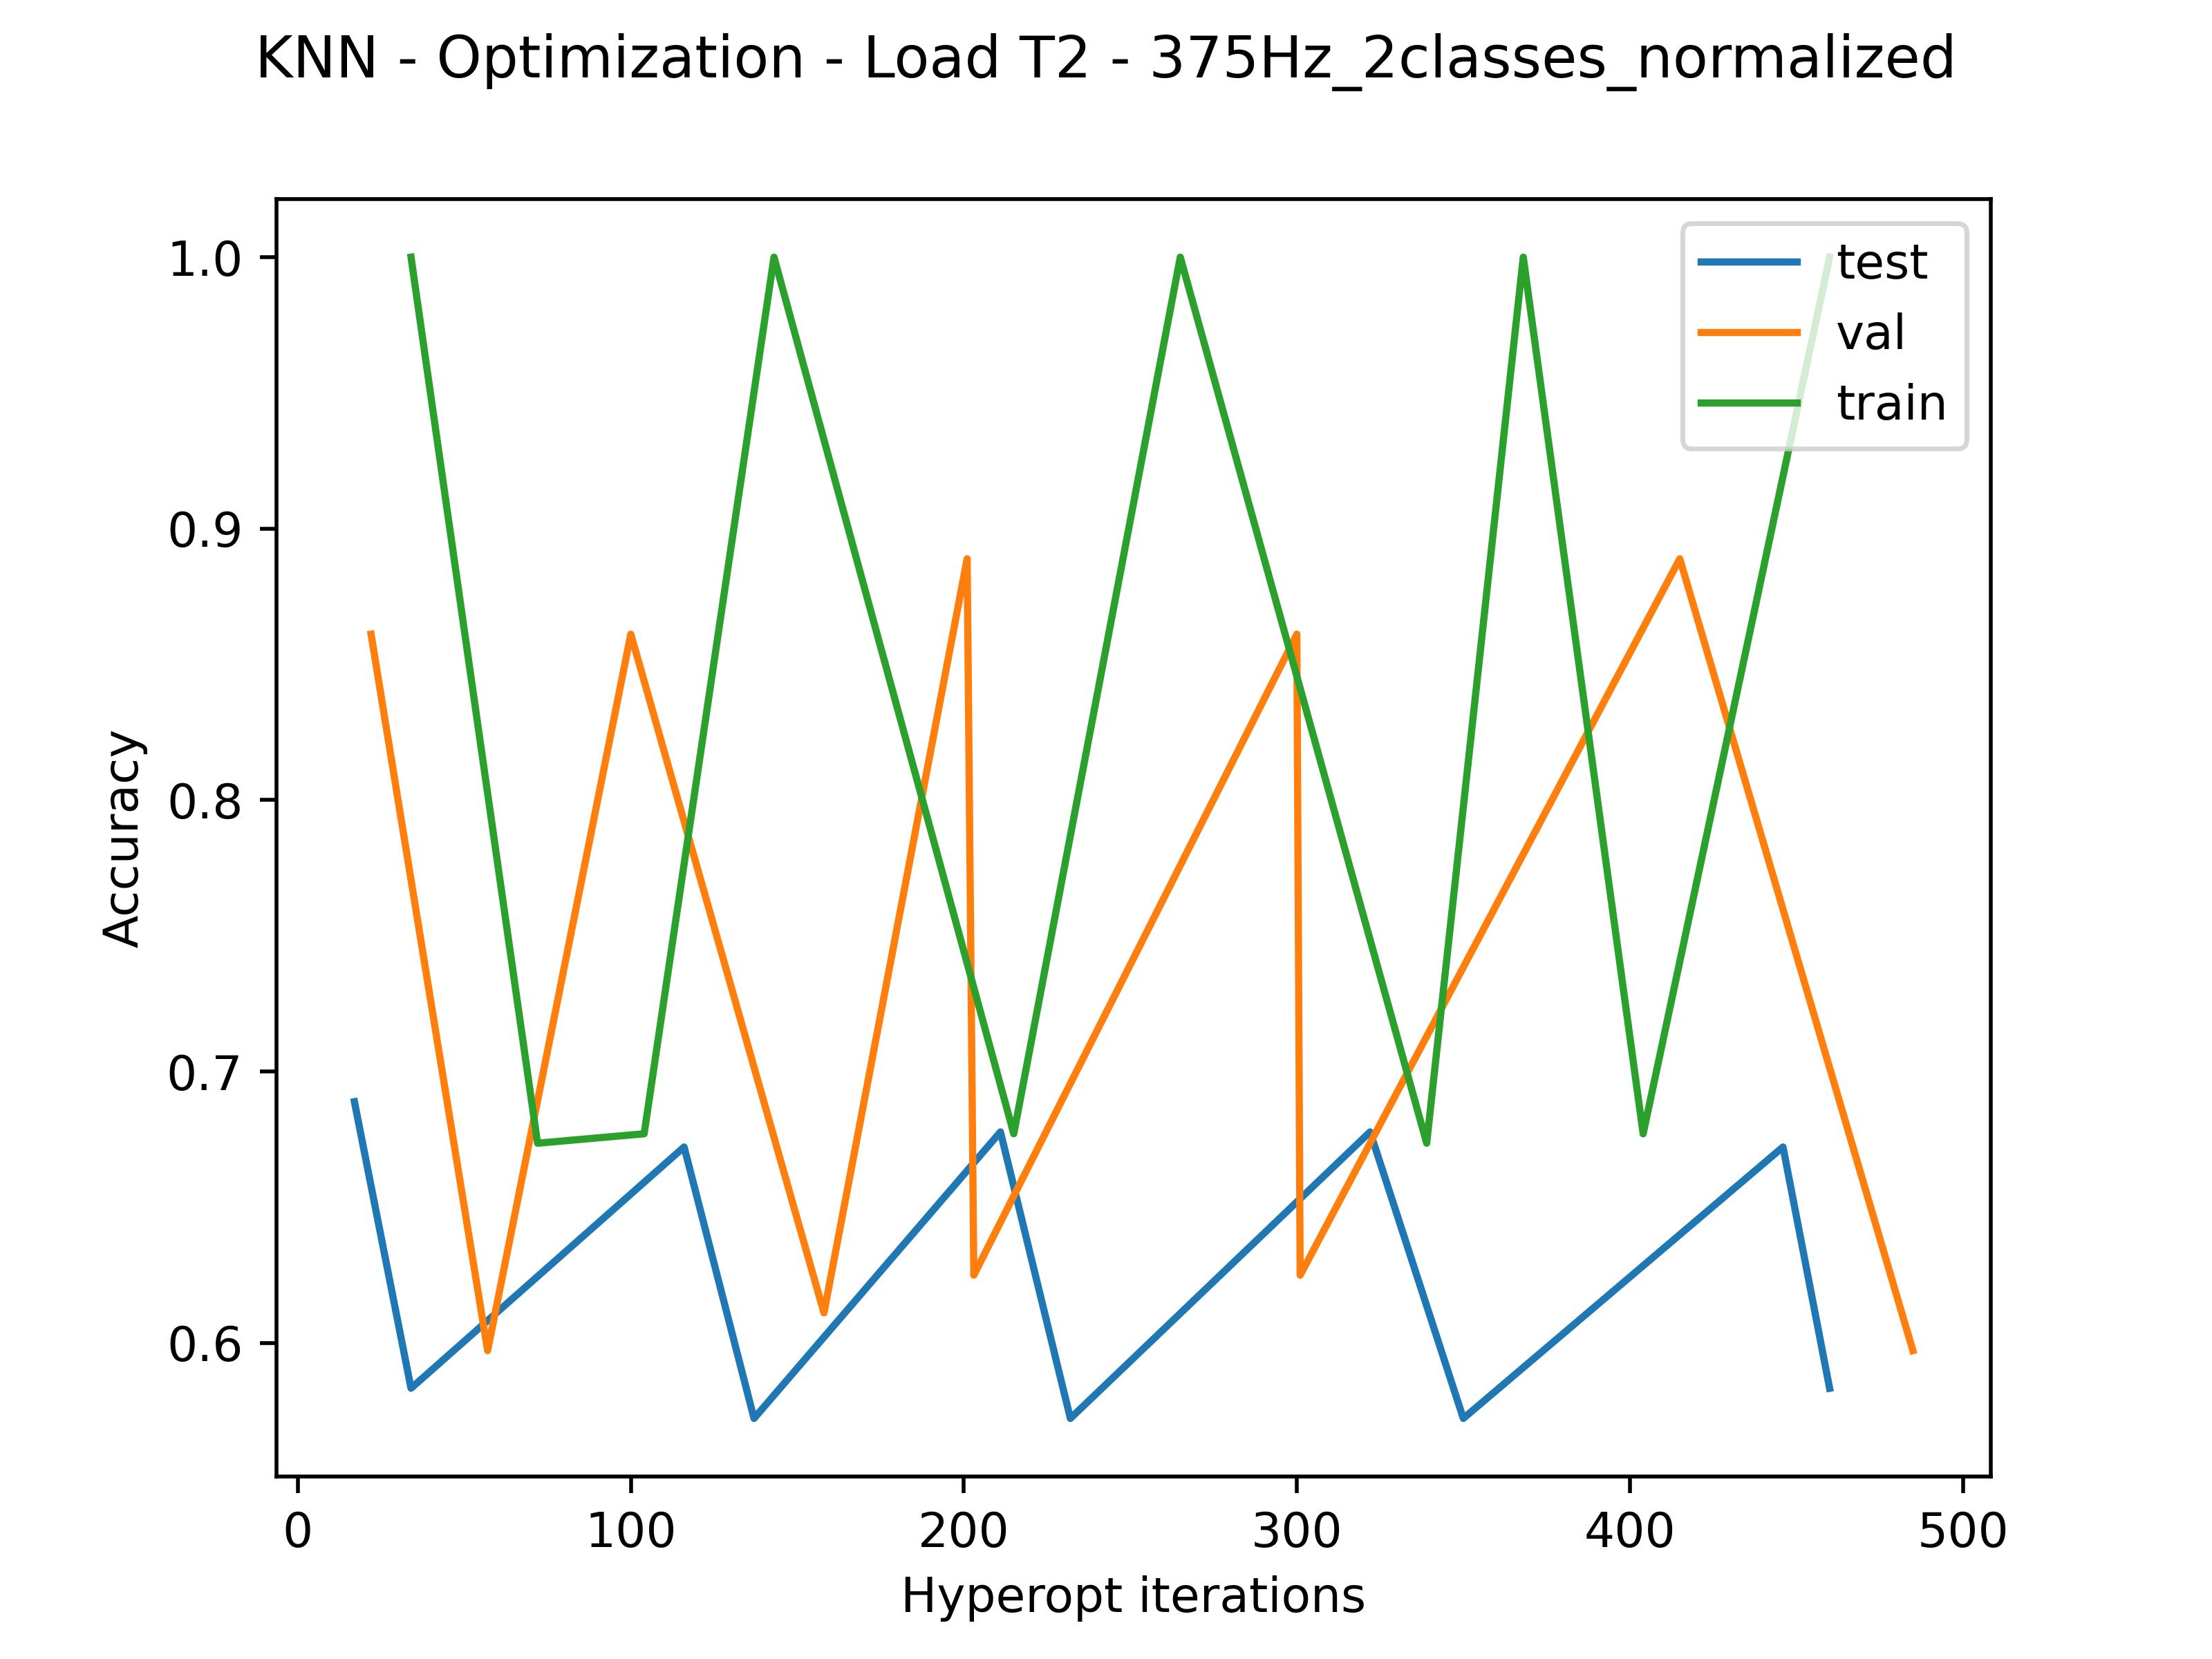 KNN - Optimization - Load T2 - 375Hz_2classes_normalized
test
val
train
1.0
0.9
0.8
0.7
0.6
Accuracy
0 100 200 300 400 500
Hyperopt iterations